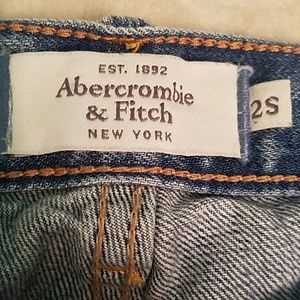 EST. 1892
Abercrombie
& Fitch
NEW YORK
2S